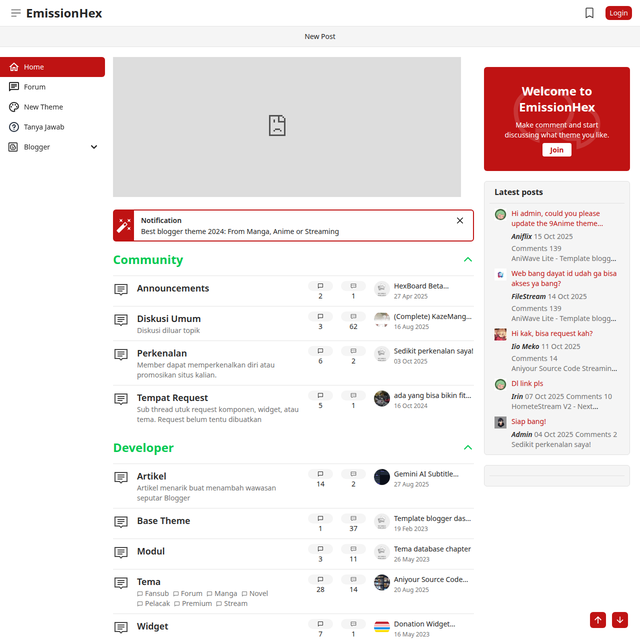 EmissionHex
Login
New Post
Home
Forum
New Theme
Tanya Jawab
Blogger
Notification
Best blogger theme 2024: From Manga, Anime or Streaming
Community
Announcements
2
1
HexBoard Beta...
27 Apr 2025
Diskusi Umum
Diskusi diluar topik
3
62
(Complete) KazeMang...
16 Aug 2025
Perkenalan
Member dapat memperkenalkan diri atau
promosikan situs kalian.
6
2
Sedikit perkenalan saya!
03 Oct 2025
Tempat Request
Sub thread utuk request komponen, widget, atau
tema. Request belum tentu dibuatkan
5
1
ada yang bisa bikin fit...
16 Oct 2024
Developer
Artikel
Artikel menarik buat menambah wawasan
seputar Blogger
14
2
Gemini AI Subtitle...
27 Aug 2025
Base Theme
1
37
Template blogger das...
19 Feb 2023
Modul
3
11
Tema database chapter
26 May 2023
Tema
Fansub Forum Manga Novel
Pelacak Premium Stream
28
14
Aniyour Source Code...
20 Aug 2025
Widget
7
1
Donation Widget...
16 May 2023
Welcome to
EmissionHex
Make comment and start
discussing what theme you like.
Join
Latest posts
Hi admin, could you please
update the 9Anime theme...
Aniflix 15 Oct 2025
Comments 139
AniWave Lite - Template blogg...
Web bang dayat id udah ga bisa
akses ya bang?
FileStream 14 Oct 2025
Comments 139
AniWave Lite - Template blogg...
Hi kak, bisa request kah?
Iio Meko 11 Oct 2025
Comments 14
Aniyour Source Code Streamin...
Dl link pls
Irin 07 Oct 2025 Comments 10
HometeStream V2 - Next...
Siap bang!
Admin 04 Oct 2025 Comments 2
Sedikit perkenalan saya!